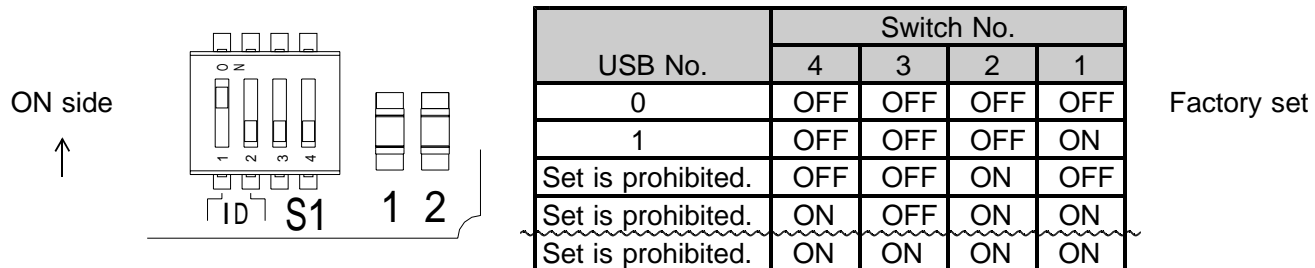 ON side
O N
1 2 3 4
ID S1 1 2
USB No. Switch No.
4 3 2 1
0 OFF OFF OFF OFF Factory set
1 OFF OFF OFF ON
Set is prohibited. OFF OFF ON OFF
Set is prohibited. ON OFF ON ON
Set is prohibited. ON ON ON ON